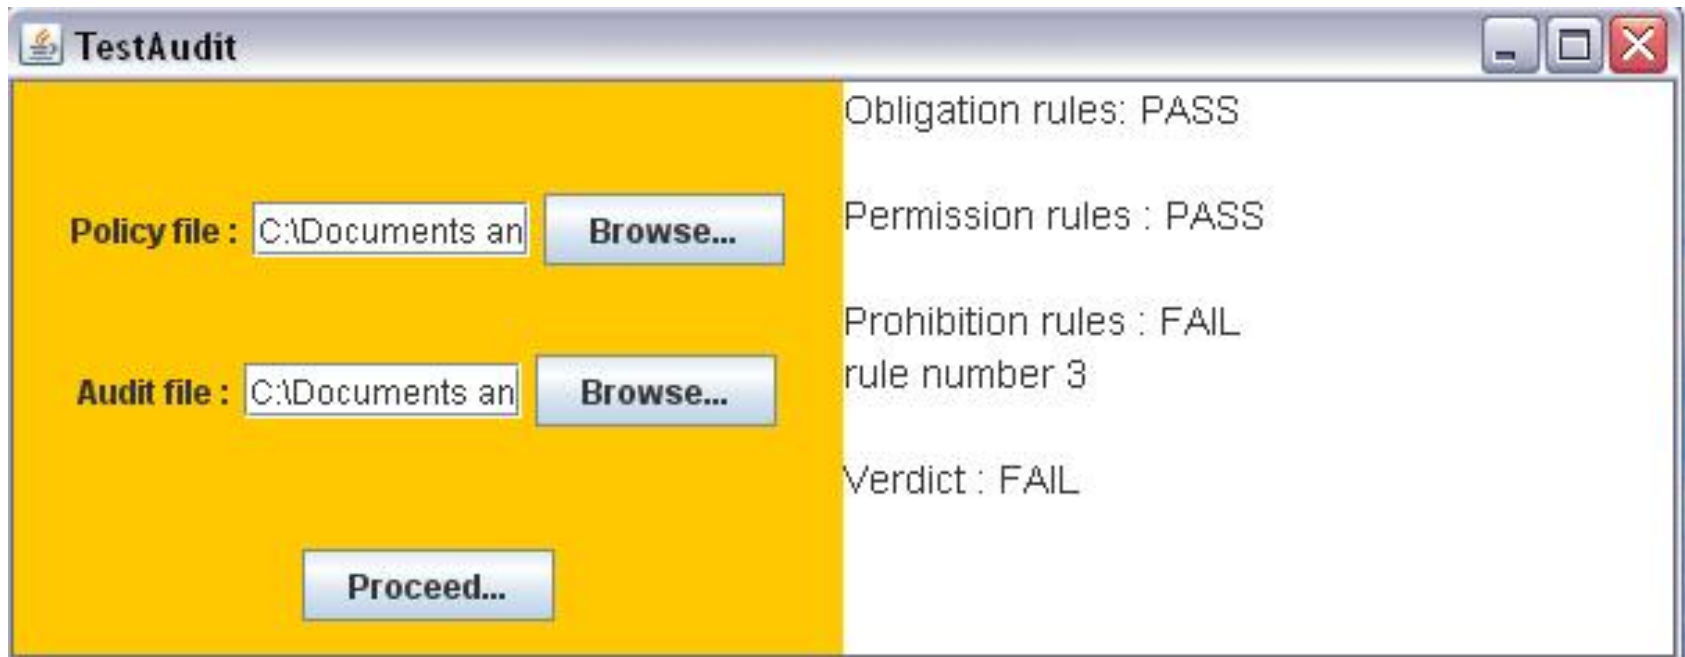 TestAudit
Policy file : C:\Documents an Browse...
Audit file : C:\Documents an Browse...
Proceed...
Obligation rules: PASS
Permission rules : PASS
Prohibition rules : FAIL
rule number 3
Verdict : FAIL